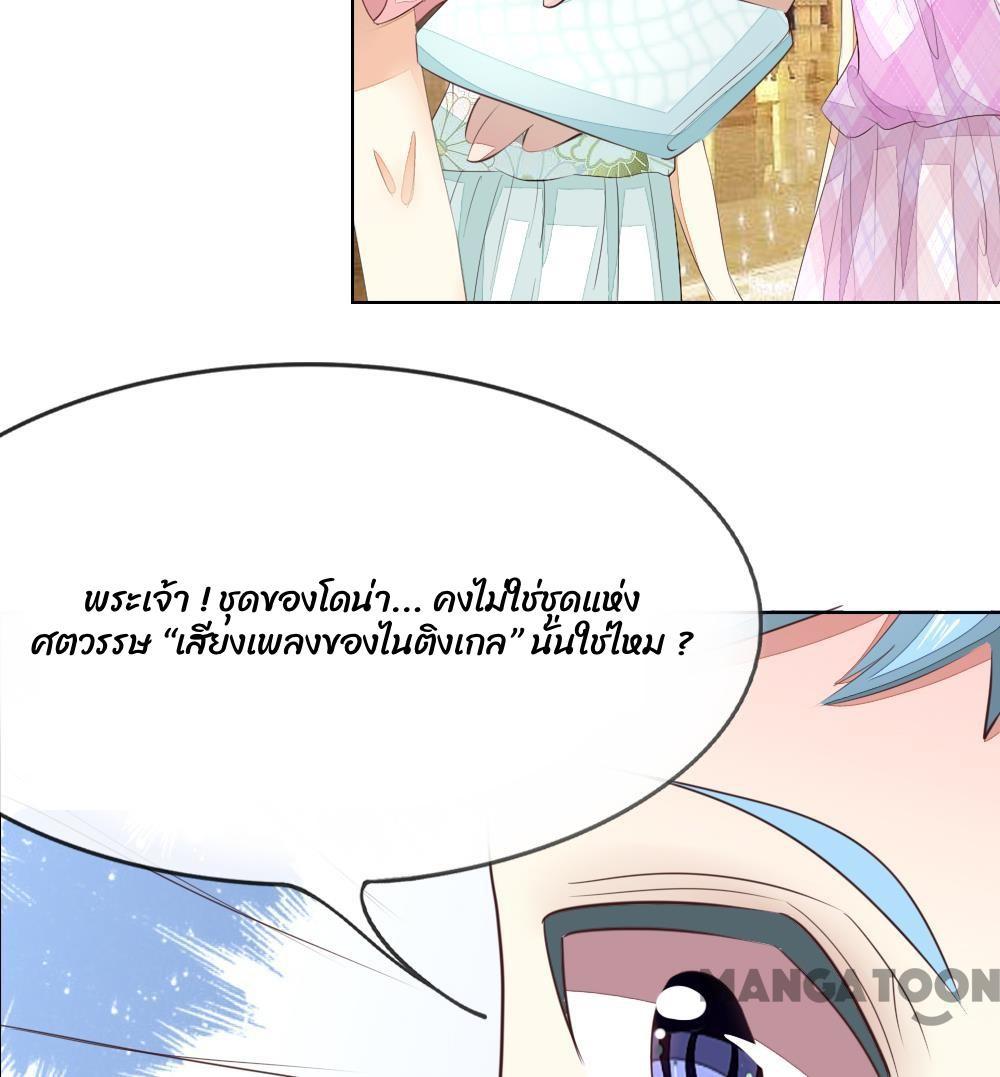 พระเจ้า ! ชุดของโดน่า... คงไม่ใช่ชุดแห่ง
ศตวรรษ “เสียงเพลงของไนติงเกล” นั่นใช่ไหม ?
MANGATOON